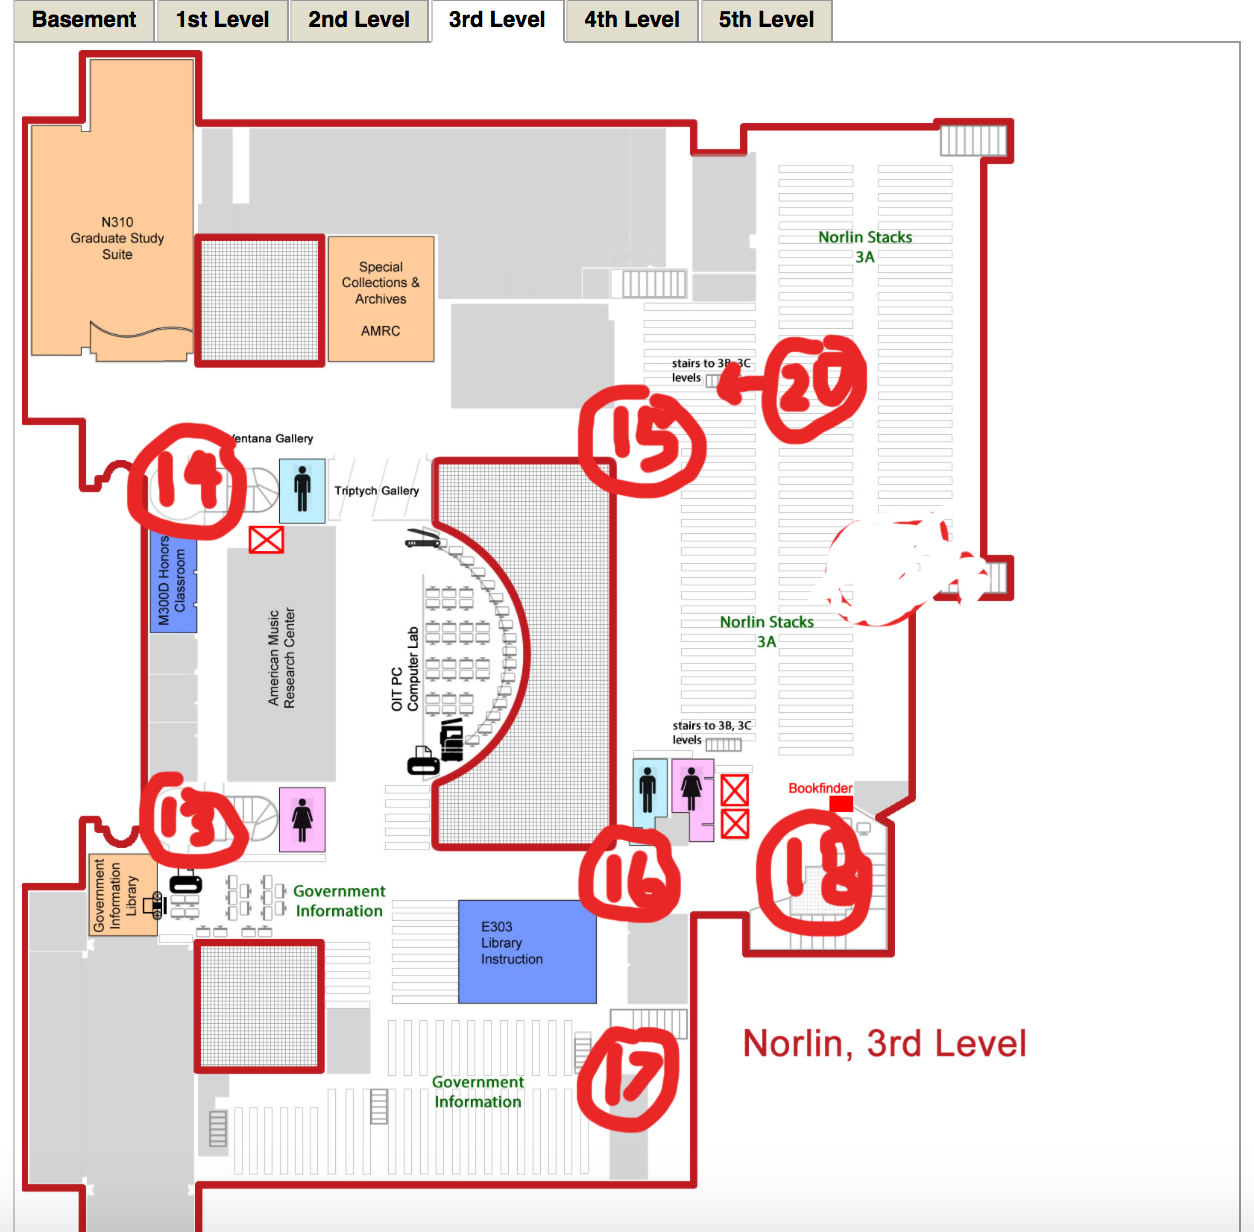 Basement
1st Level
2nd Level
3rd Level
4th Level
5th Level
N310
Graduate Study
Suite
Special
Collections &
Archives
AMRC
Norlin Stacks
3A
stairs to 3B, 3C
levels
20
15
Ventana Gallery
14
Triptych Gallery
M300D Honors
Classroom
American Music
Research Center
OIT PC
Computer Lab
Norlin Stacks
3A
stairs to 3B, 3C
levels
Bookfinder
13
16
18
Government
Information
Library
Government
Information
E303
Library
Instruction
17
Norlin, 3rd Level
Government
Information